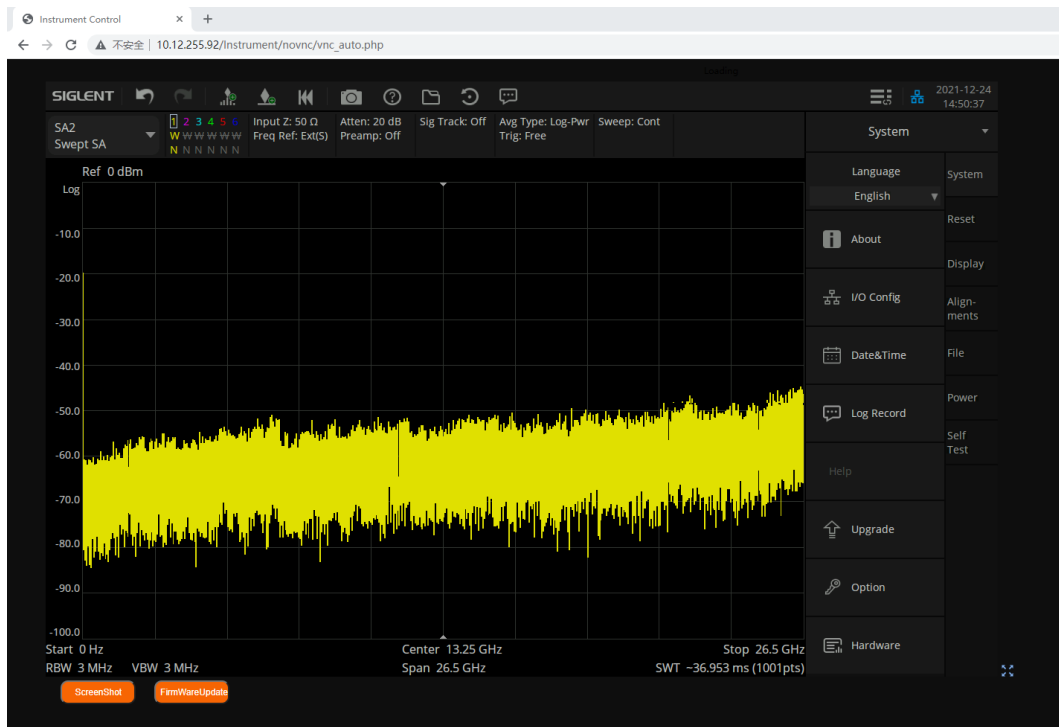 Instrument Control
不安全 | 10.12.255.92/Instrument/novnc/vnc_auto.php
SIGLENT
2021-12-24
14:50:37
SA2
Swept SA
1 2 3 4 5 6
W W W W W W
N N N N N N
Input Z: 50 Ω
Freq Ref: Ext(S)
Atten: 20 dB
Preamp: Off
Sig Track: Off
Avg Type: Log-Pwr
Trig: Free
Sweep: Cont
System
Ref 0 dBm
Log
-10.0
-20.0
-30.0
-40.0
-50.0
-60.0
-70.0
-80.0
-90.0
-100.0
Start 0 Hz
Center 13.25 GHz
Stop 26.5 GHz
RBW 3 MHz
VBW 3 MHz
Span 26.5 GHz
SWT ~36.953 ms (1001pts)
Language
English
About
I/O Config
Date&Time
Log Record
Help
Upgrade
Option
Hardware
System
Reset
Display
Align-
ments
File
Power
Self
Test
ScreenShot
FirmWareUpdate